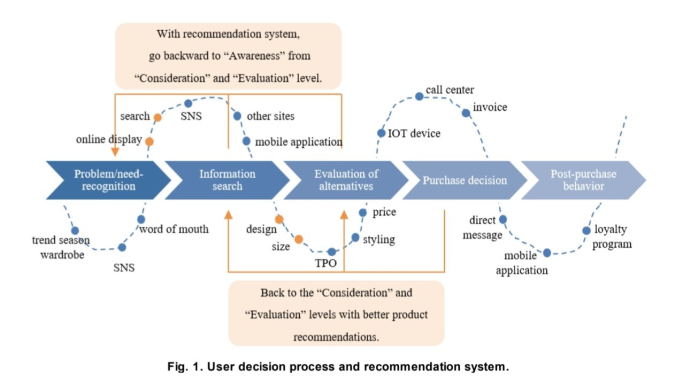 With recommendation system,
go backward to “Awareness” from
“Consideration” and “Evaluation” level.
call center
search
SNS
other sites
invoice
online display
mobile application
IOT device
Problem/need-
recognition
Information
search
Evaluation of
alternatives
Purchase decision
Post-purchase
behavior
trend season
wardrobe
SNS
word of mouth
design
size
TPO
styling
price
direct
message
mobile
application
loyalty
program
Back to the “Consideration” and
“Evaluation” levels with better product
recommendations.
Fig. 1. User decision process and recommendation system.